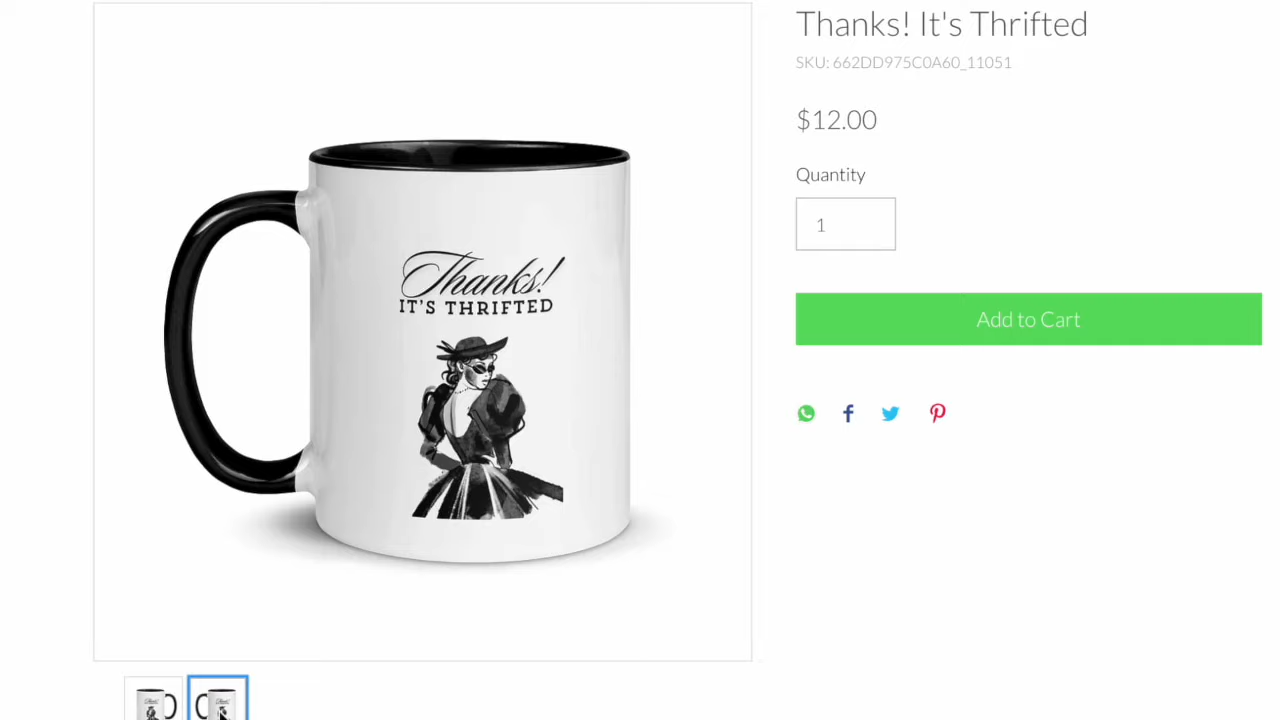 Thanks! It's Thrifted
SKU: 662DD975C0A60_11051
$12.00
Quantity
1
Add to Cart
Thanks!
IT'S THRIFTED